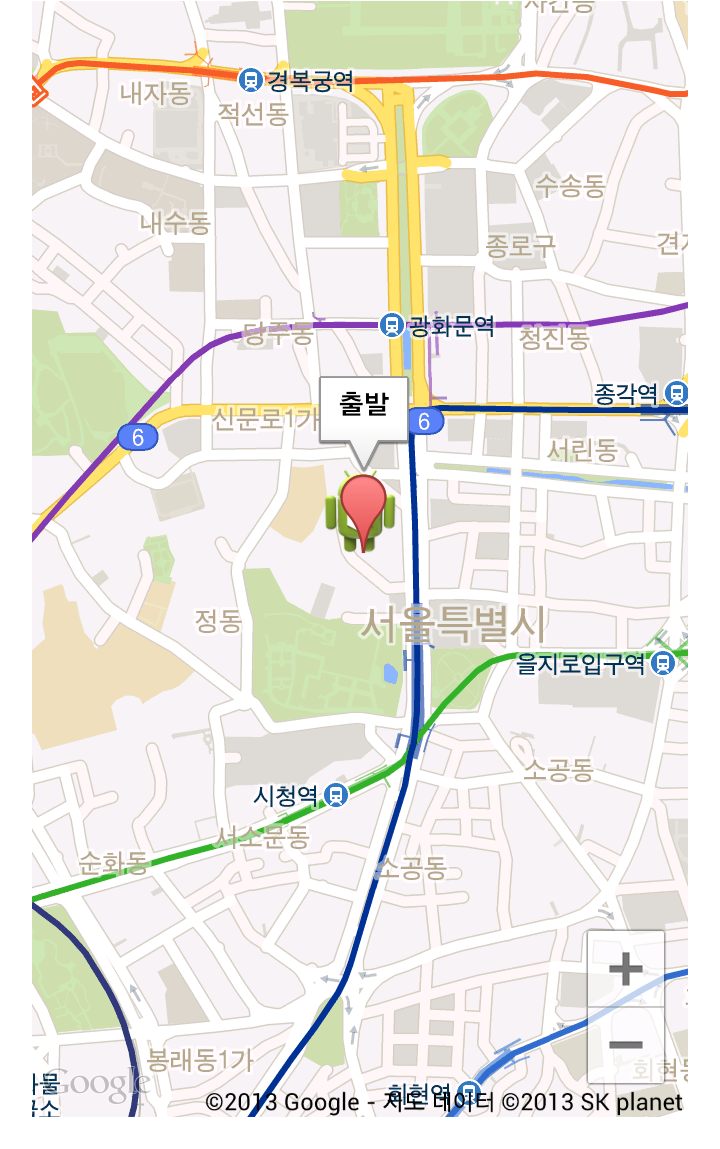 사간동
경복궁역
내자동
적선동
수송동
내수동
종로구
당주동
광화문역
청진동
종각역
출발
신문로1가
6
6
서린동
정동
서울특별시
을지로입구역
소공동
시청역
서소문동
순화동
소공동
+
−
봉래동1가
회현동
Google
회현역
©2013 Google - 지도 데이터 ©2013 SK planet